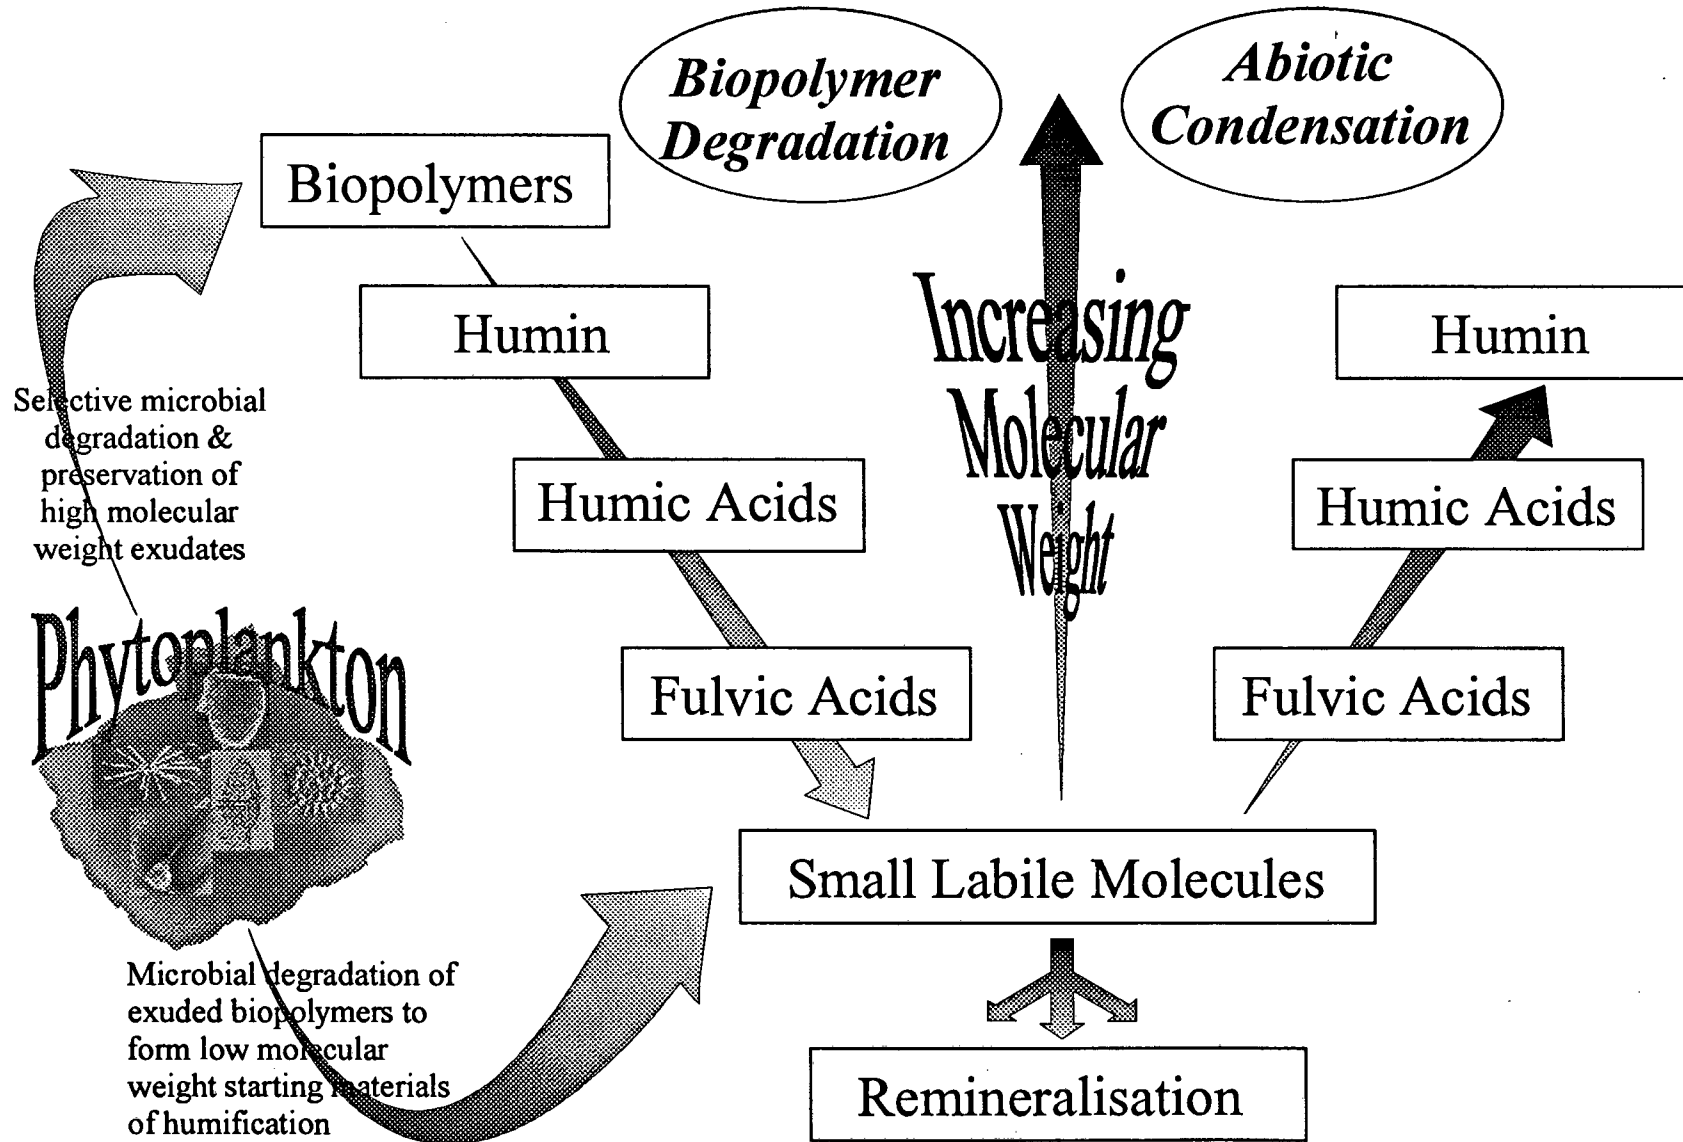 Biopolymer
Degradation
Abiotic
Condensation
Biopolymers
Humin
Humic Acids
Fulvic Acids
Increasing
Molecular
Weight
Humin
Humic Acids
Fulvic Acids
Selective microbial
degradation &
preservation of
high molecular
weight exudates
Phytoplankton
Small Labile Molecules
Microbial degradation of
exuded biopolymers to
form low molecular
weight starting materials
of humification
Remineralisation